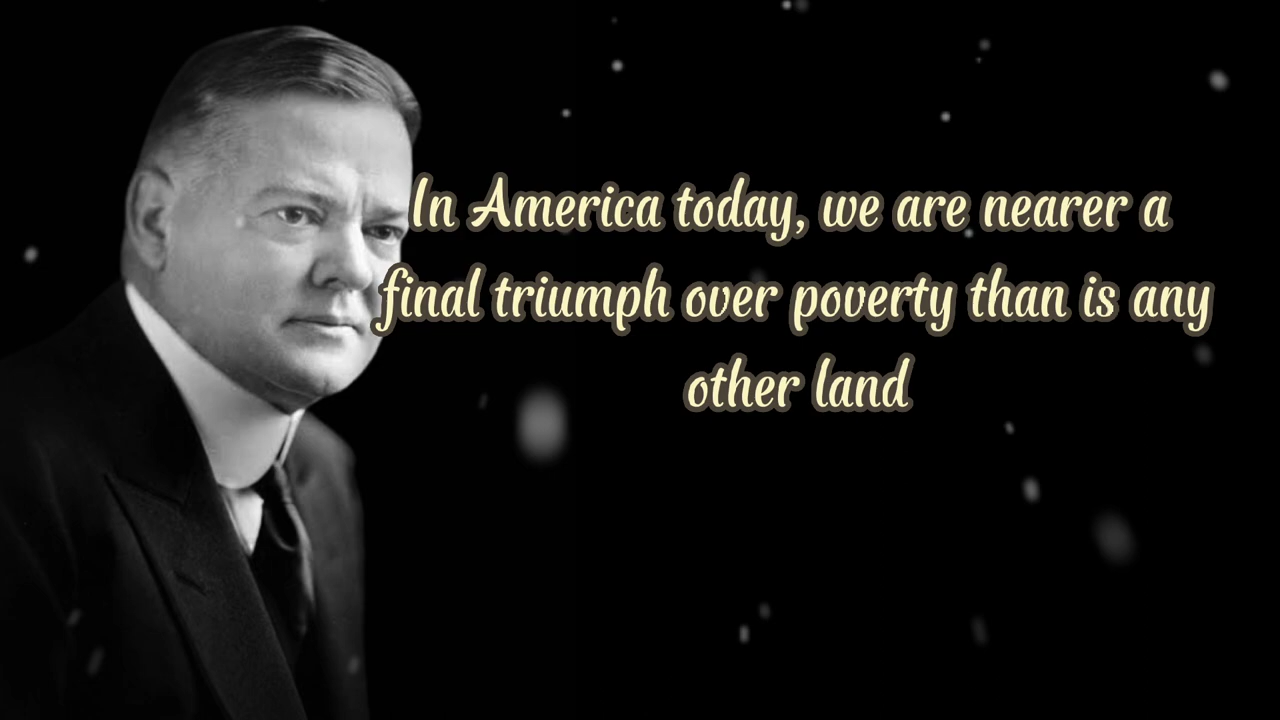 In America today, we are nearer a
final triumph over poverty than is any
other land